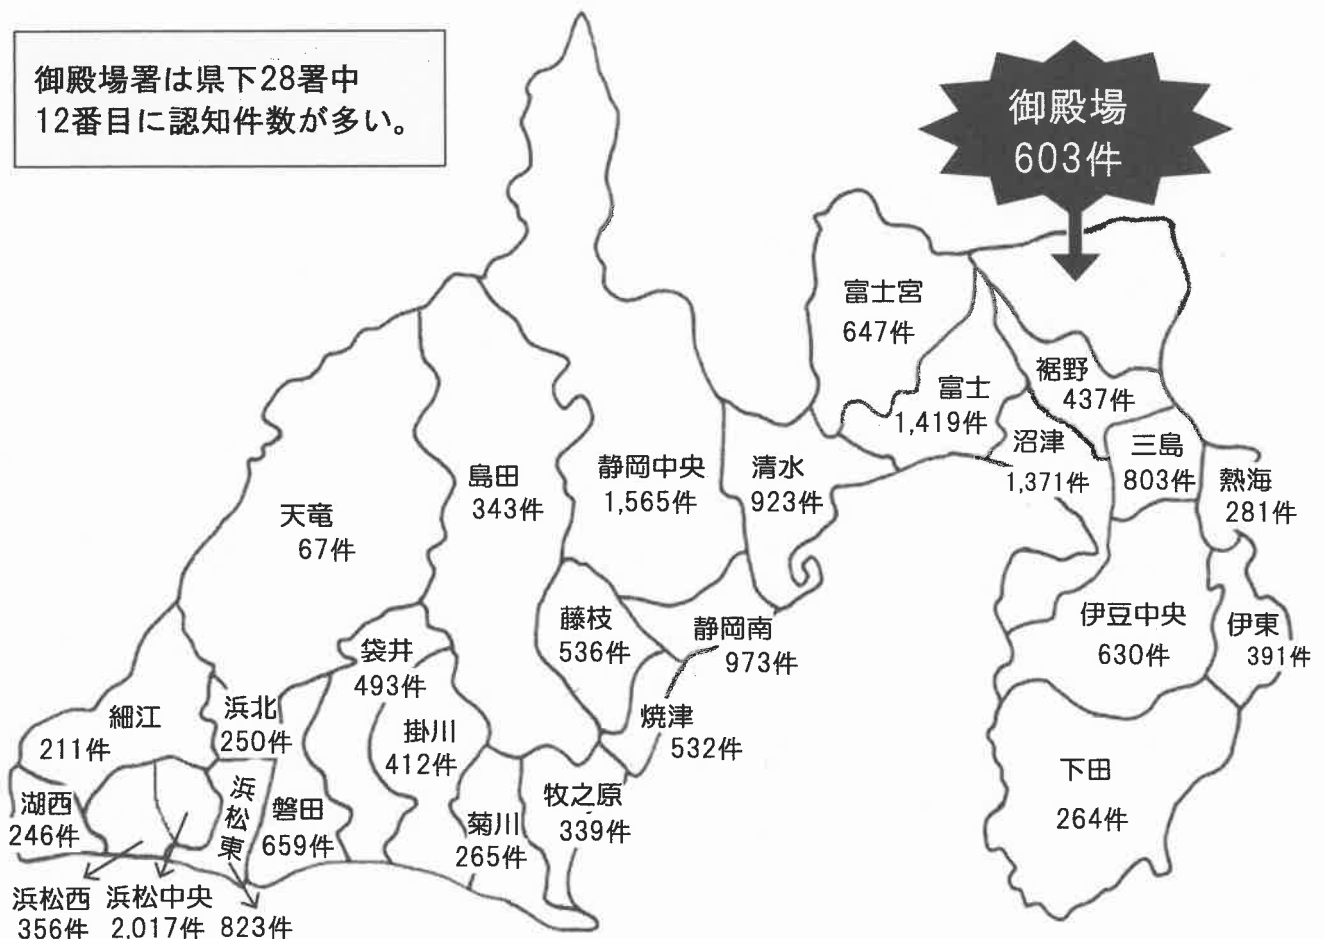 御殿場署は県下28署中
12番目に認知件数が多い。
御殿場
603件
富士宮
647件
富士
1,419件
裾野
437件
沼津
1,371件
三島
803件
熱海
281件
島田
343件
静岡中央
1,565件
清水
923件
天竜
67件
藤枝
536件
静岡南
973件
伊豆中央
630件
伊東
391件
袋井
493件
焼津
532件
細江
211件
浜北
250件
掛川
412件
下田
264件
湖西
246件
浜松東
823件
磐田
659件
菊川
265件
牧之原
339件
浜松西
356件
浜松中央
2,017件